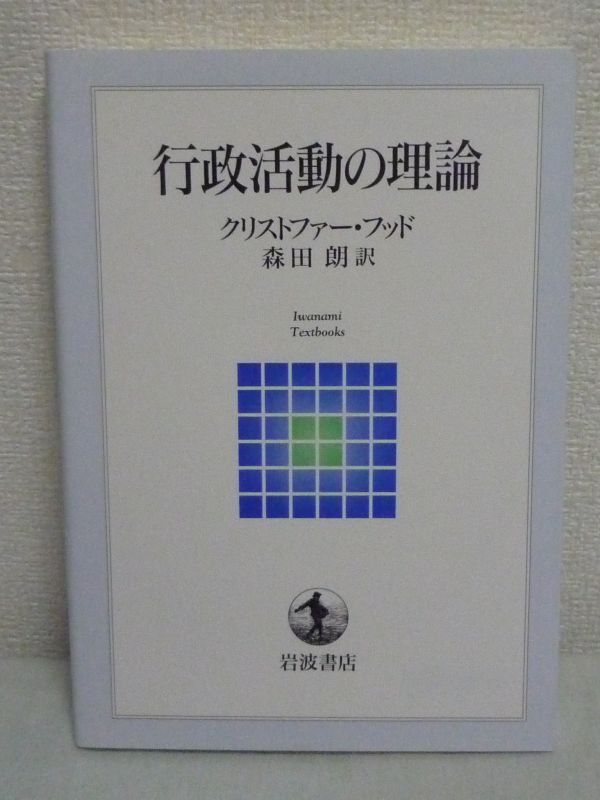 行政活動の理論
クリストファー・フッド
森田 朗 訳
Iwanami
Textbooks
岩波書店